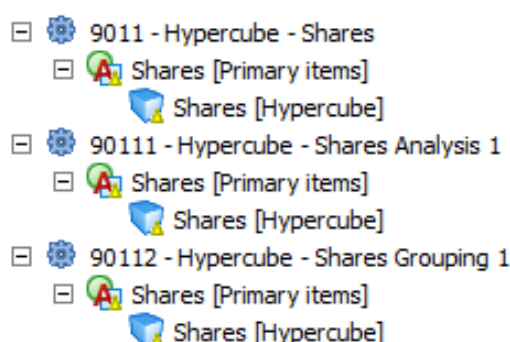 9011 - Hypercube - Shares
Shares [Primary items]
Shares [Hypercube]
90111 - Hypercube - Shares Analysis 1
Shares [Primary items]
Shares [Hypercube]
90112 - Hypercube - Shares Grouping 1
Shares [Primary items]
Shares [Hypercube]